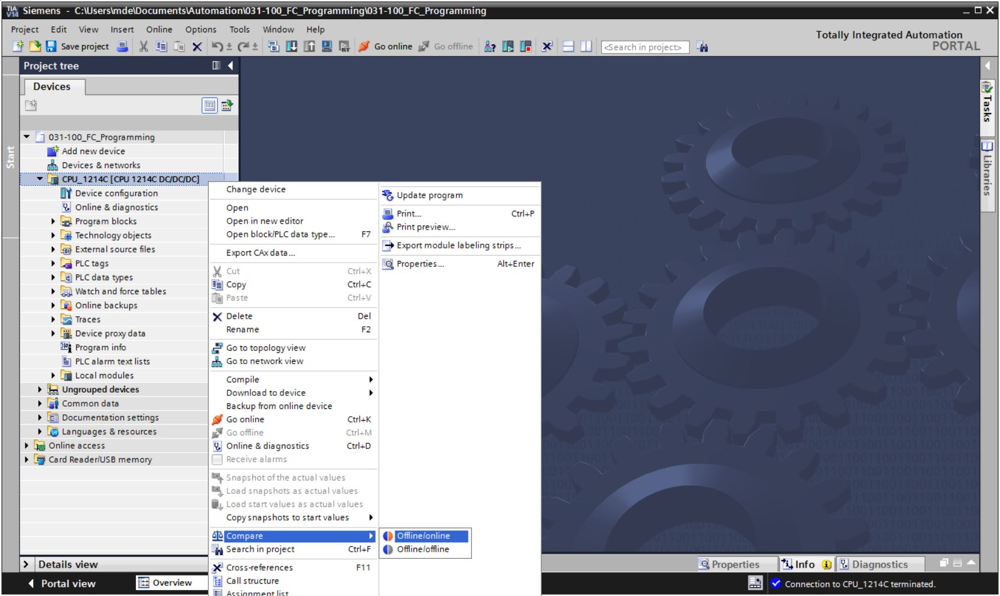 TIA V14 Siemens - C:\Users\mde\Documents\Automation\031-100_FC_Programming\031-100_FC_Programming
Project Edit View Insert Online Options Tools Window Help
Totally Integrated Automation
PORTAL
Save project
Go online
Go offline
<Search in project>
Project tree
Devices
Start
031-100_FC_Programming
Add new device
Devices & networks
CPU_1214C [CPU 1214C DC/DC/DC]
Device configuration
Online & diagnostics
Program blocks
Technology objects
External source files
PLC tags
PLC data types
Watch and force tables
Online backups
Traces
Device proxy data
Program info
PLC alarm text lists
Local modules
Ungrouped devices
Common data
Documentation settings
Languages & resources
Online access
Card Reader/USB memory
Details view
Portal view
Overview
Change device
Open
Open in new editor
Open block/PLC data type... F7
Export CAx data...
Cut Ctrl+X
Copy Ctrl+C
Paste Ctrl+V
Delete Del
Rename F2
Go to topology view
Go to network view
Compile
Download to device
Backup from online device
Go online Ctrl+K
Go offline Ctrl+M
Online & diagnostics Ctrl+D
Receive alarms
Snapshot of the actual values
Load snapshots as actual values
Load start values as actual values
Copy snapshots to start values
Compare
Search in project Ctrl+F
Cross-references F11
Call structure
Assignment list
Update program
Print... Ctrl+P
Print preview...
Export module labeling strips...
Properties... Alt+Enter
Offline/online
Offline/offline
Tasks
Libraries
Properties
Info
Diagnostics
Connection to CPU_1214C terminated.